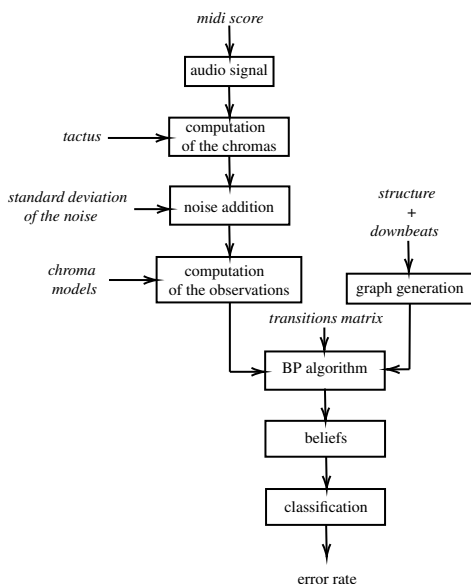 midi score
audio signal
tactus
computation
of the chromas
standard deviation
of the noise
noise addition
structure
+
downbeats
chroma
models
computation
of the observations
graph generation
transitions matrix
BP algorithm
beliefs
classification
error rate